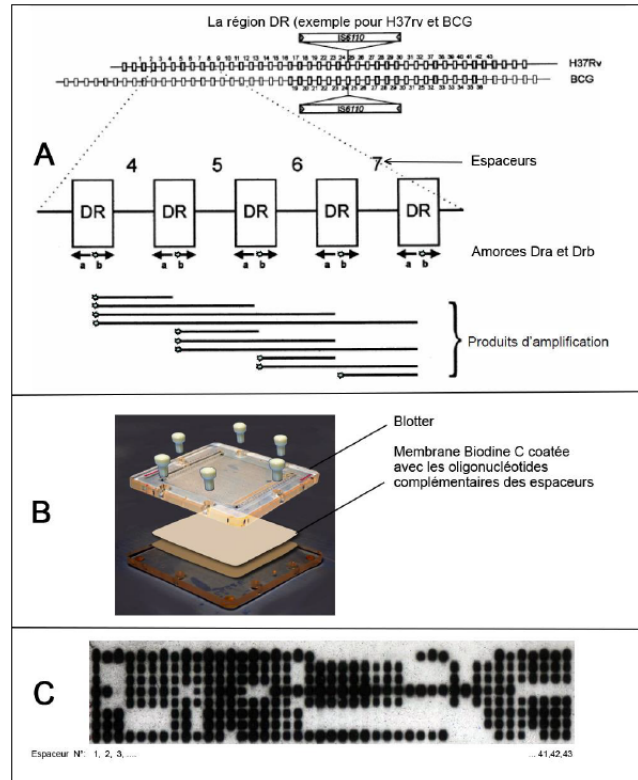 La région DR (exemple pour H37rv et BCG
IS6110
1 2 3 4 5 6 7 8 9 10 11 12 13 14 15 16 17 18 19 20 21 22 23 24 25 26 27 28 29 30 31 32 33 34 35 36 37 38 39 40 41 42 43
H37Rv
BCG
IS6110
A
4 5 6 7
Espaceurs
DR DR DR DR DR
a b a b a b a b a b
Amorces Dra et Drb
Produits d'amplification
B
Blotter
Membrane Biodine C coatée
avec les oligonucléotides
complémentaires des espaceurs
C
Espaceur N°: 1, 2, 3, ....
... 41,42,43